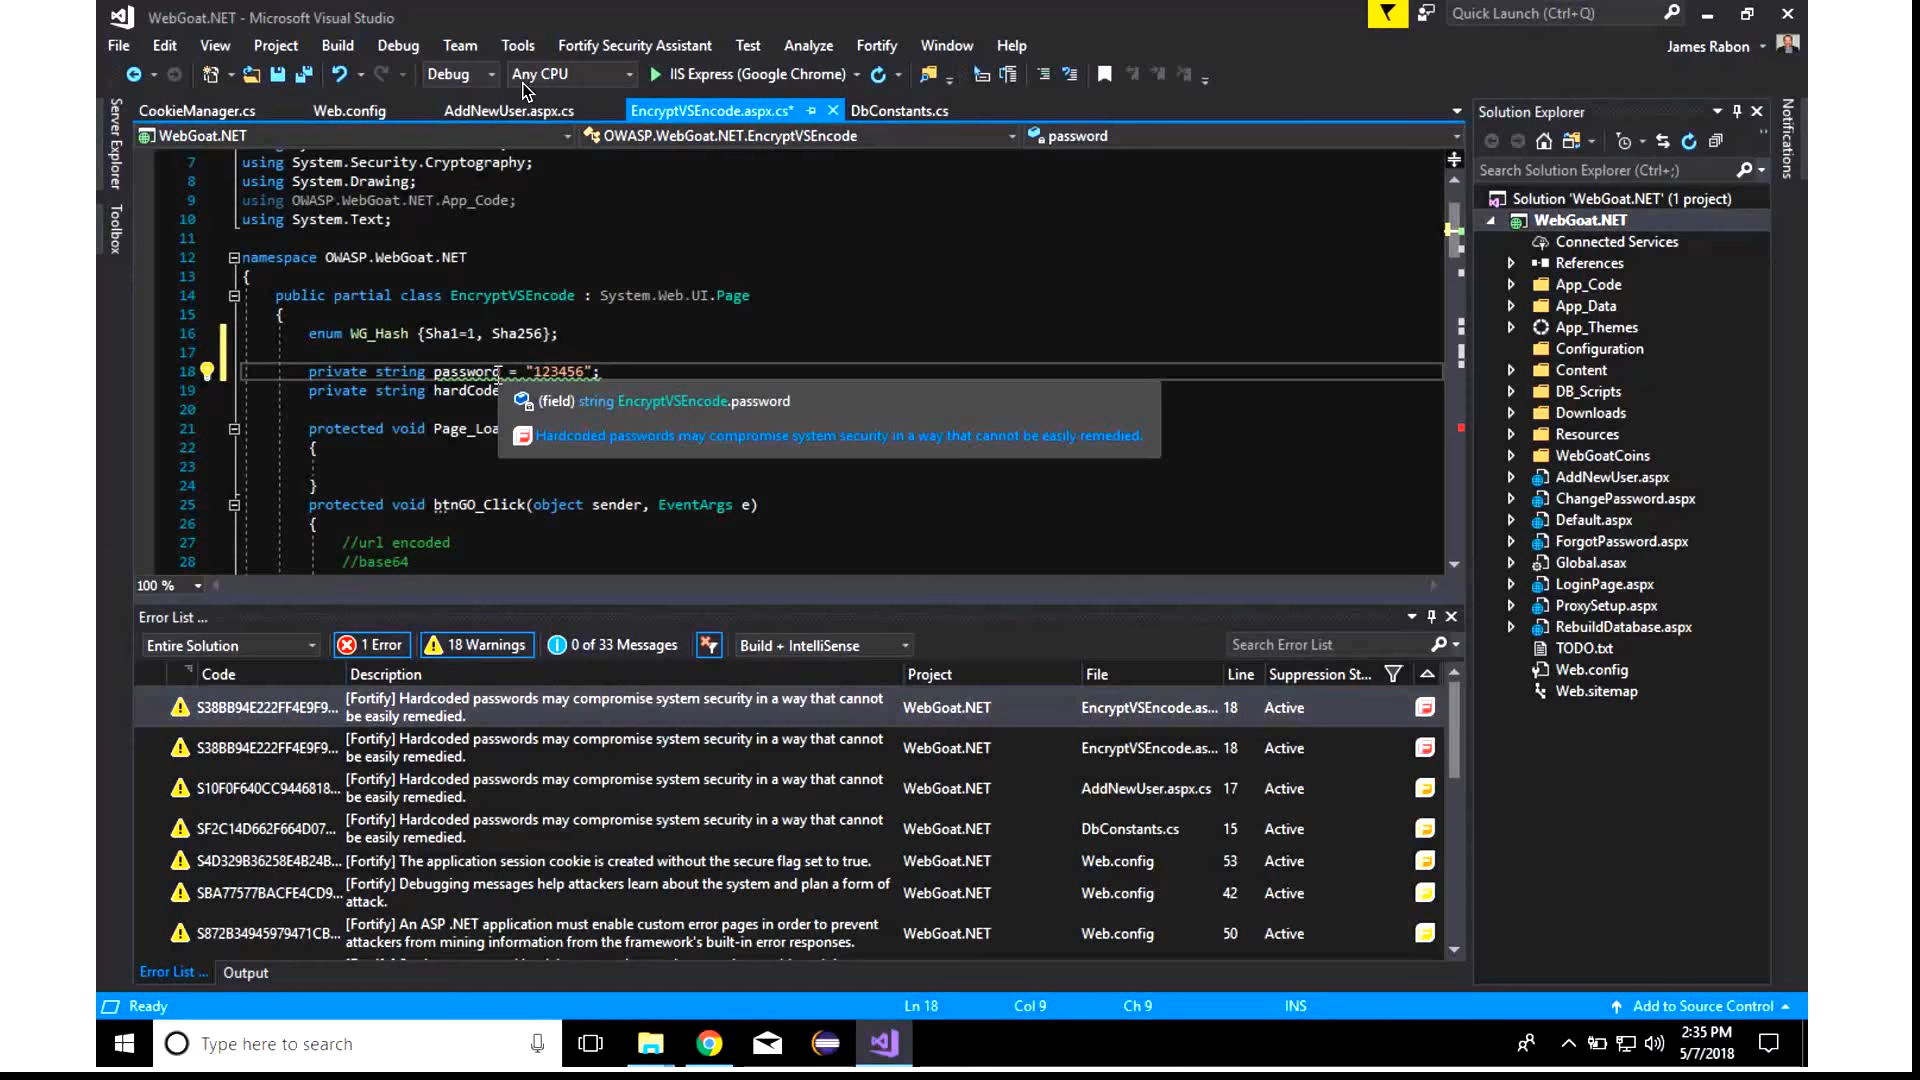 WebGoat.NET - Microsoft Visual Studio
Quick Launch (Ctrl+Q)
File Edit View Project Build Debug Team Tools Fortify Security Assistant Test Analyze Fortify Window Help
James Rabon
Debug Any CPU IIS Express (Google Chrome)
Server Explorer
Toolbox
CookieManager.cs Web.config AddNewUser.aspx.cs EncryptVSEncode.aspx.cs* DbConstants.cs
WebGoat.NET OWASP.WebGoat.NET.EncryptVSEncode password
7 using System.Security.Cryptography;
8 using System.Drawing;
9 using OWASP.WebGoat.NET.App_Code;
10 using System.Text;
11
12 namespace OWASP.WebGoat.NET
13 {
14 public partial class EncryptVSEncode : System.Web.UI.Page
15 {
16 enum WG_Hash {Sha1=1, Sha256};
17
18 private string password = "123456";
19 private string hardCode
20
(field) string EncryptVSEncode.password
Hardcoded passwords may compromise system security in a way that cannot be easily remedied.
21 protected void Page_Loa
22 {
23
24 }
25 protected void btnGO_Click(object sender, EventArgs e)
26 {
27 //url encoded
28 //base64
100 %
Error List ...
Entire Solution 1 Error 18 Warnings 0 of 33 Messages Build + IntelliSense Search Error List
Code Description Project File Line Suppression St...
S38BB94E222FF4E9F9... [Fortify] Hardcoded passwords may compromise system security in a way that cannot be easily remedied. WebGoat.NET EncryptVSEncode.as... 18 Active
S38BB94E222FF4E9F9... [Fortify] Hardcoded passwords may compromise system security in a way that cannot be easily remedied. WebGoat.NET EncryptVSEncode.as... 18 Active
S10F0F640CC9446818... [Fortify] Hardcoded passwords may compromise system security in a way that cannot be easily remedied. WebGoat.NET AddNewUser.aspx.cs 17 Active
SF2C14D662F664D07... [Fortify] Hardcoded passwords may compromise system security in a way that cannot be easily remedied. WebGoat.NET DbConstants.cs 15 Active
S4D329B36258E4B24B... [Fortify] The application session cookie is created without the secure flag set to true. WebGoat.NET Web.config 53 Active
SBA77577BACFE4CD9... [Fortify] Debugging messages help attackers learn about the system and plan a form of attack. WebGoat.NET Web.config 42 Active
S872B34945979471CB... [Fortify] An ASP .NET application must enable custom error pages in order to prevent attackers from mining information from the framework's built-in error responses. WebGoat.NET Web.config 50 Active
Error List ... Output
Solution Explorer
Search Solution Explorer (Ctrl+;)
Solution 'WebGoat.NET' (1 project)
WebGoat.NET
Connected Services
References
App_Code
App_Data
App_Themes
Configuration
Content
DB_Scripts
Downloads
Resources
WebGoatCoins
AddNewUser.aspx
ChangePassword.aspx
Default.aspx
ForgotPassword.aspx
Global.asax
LoginPage.aspx
ProxySetup.aspx
RebuildDatabase.aspx
TODO.txt
Web.config
Web.sitemap
Notifications
Ready Ln 18 Col 9 Ch 9 INS Add to Source Control
Type here to search
2:35 PM
5/7/2018